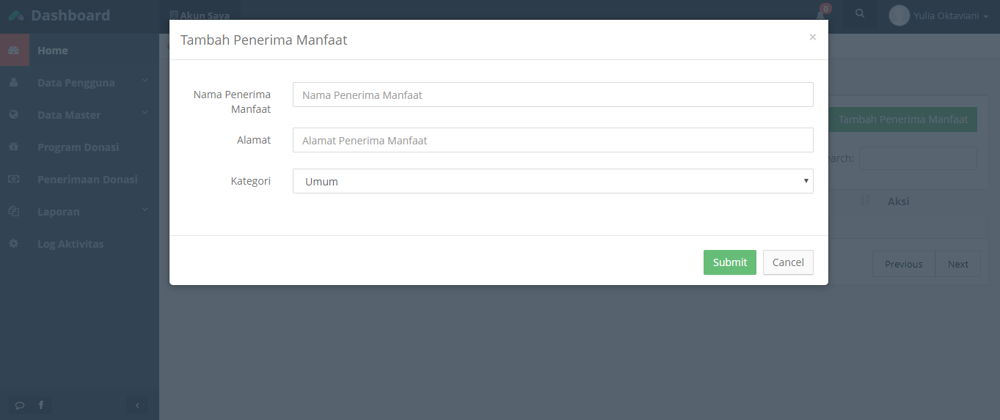 Dashboard
Akun Saya
0
Yulia Oktaviani
Home
Data Pengguna
Data Master
Program Donasi
Penerimaan Donasi
Laporan
Log Aktivitas
Tambah Penerima Manfaat
×
Nama Penerima
Manfaat
Nama Penerima Manfaat
Alamat
Alamat Penerima Manfaat
Kategori
Umum
Submit
Cancel
Tambah Penerima Manfaat
earch:
Aksi
Previous
Next